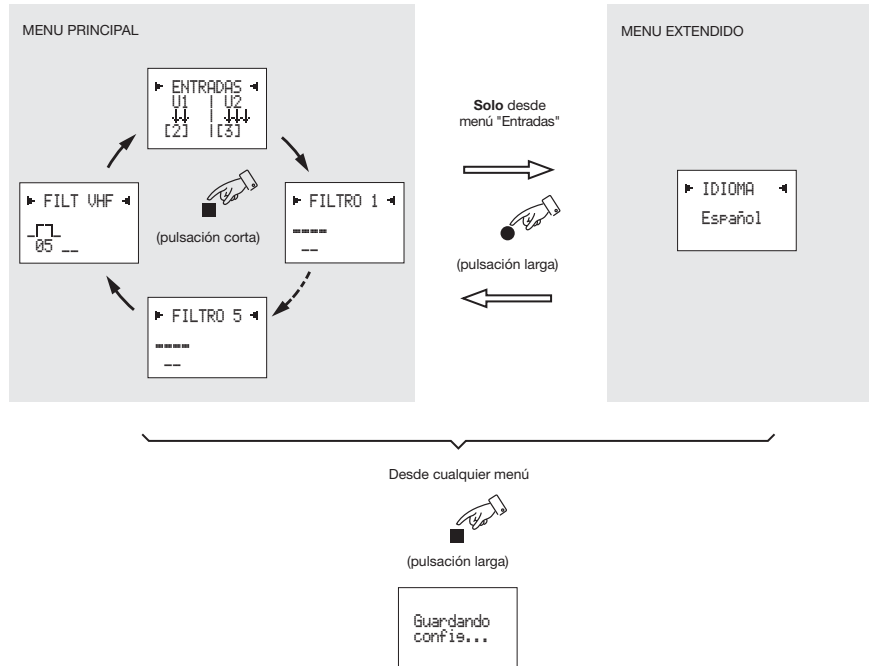 MENU PRINCIPAL
ENTRADAS
U1 | U2
[2] |[3]
FILT VHF
05 __
(pulsación corta)
FILTRO 1
----
--
FILTRO 5
----
--
Solo desde
menú "Entradas"
(pulsación larga)
MENU EXTENDIDO
IDIOMA
Español
Desde cualquier menú
(pulsación larga)
Guardando
config...